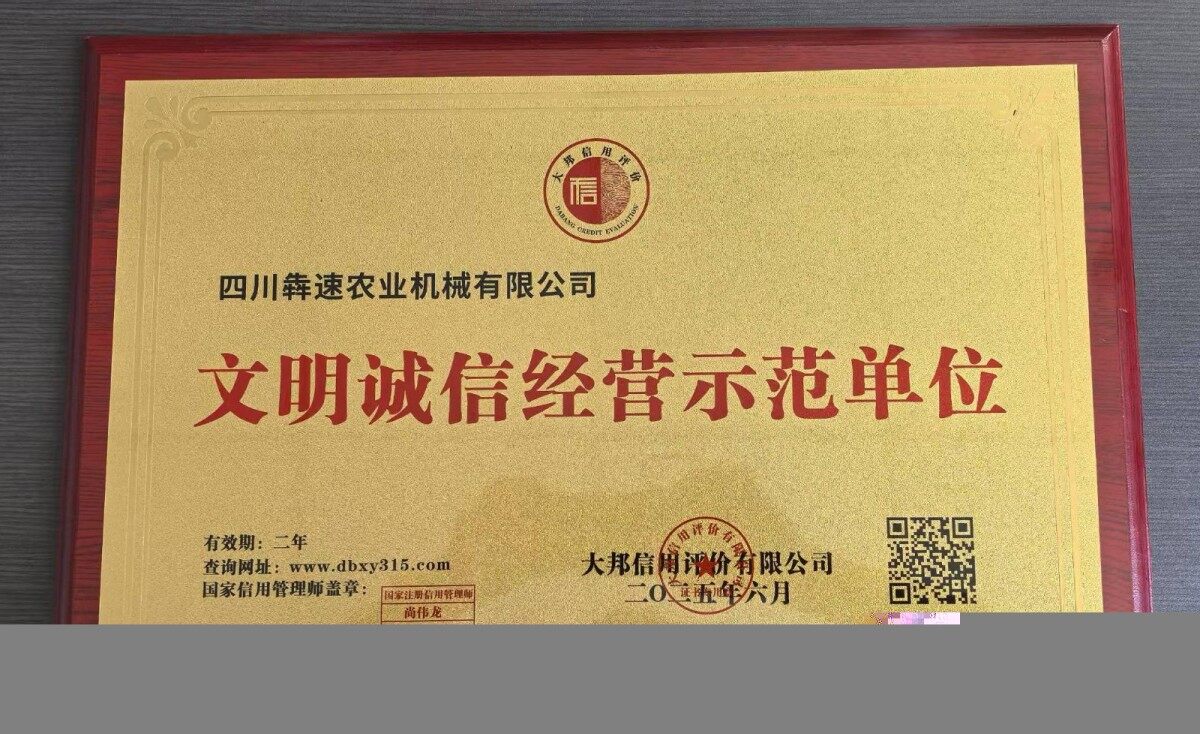 大邦信用评价
信
DABANG CREDIT EVALUATION
四川犇速农业机械有限公司
文明诚信经营示范单位
有效期：二年
查询网址：www.dbxy315.com
国家信用管理师盖章：
国家注册信用管理师
尚伟龙
大邦信用评价有限公司
二〇二五年六月